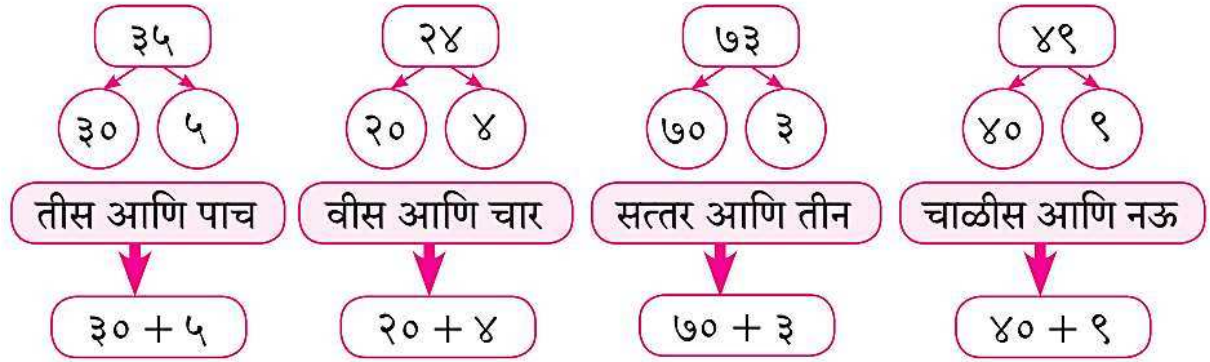 ३५ २४ ७३ ४९
३० ५ २० ४ ७० ३ ४० ९
तीस आणि पाच वीस आणि चार सत्तर आणि तीन चाळीस आणि नऊ
३० + ५ २० + ४ ७० + ३ ४० + ९